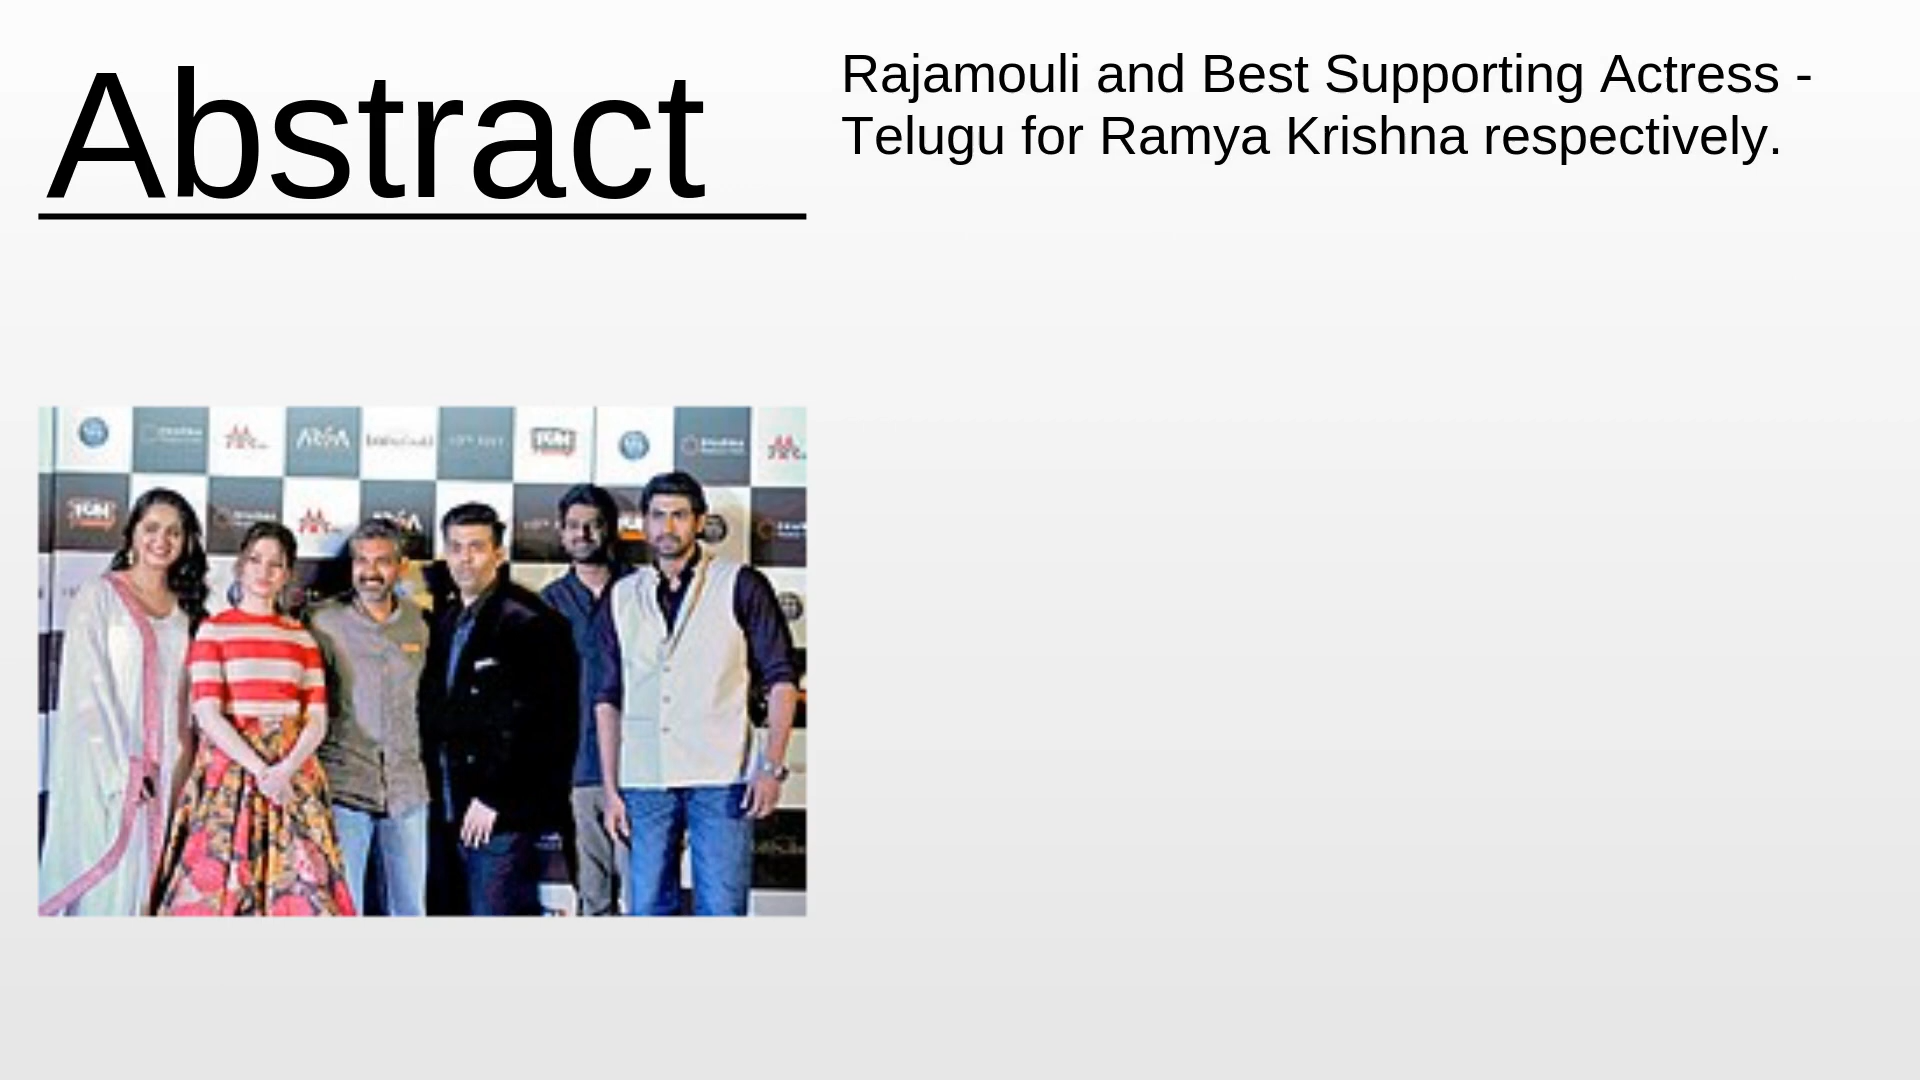 Abstract
Rajamouli and Best Supporting Actress -
Telugu for Ramya Krishna respectively.